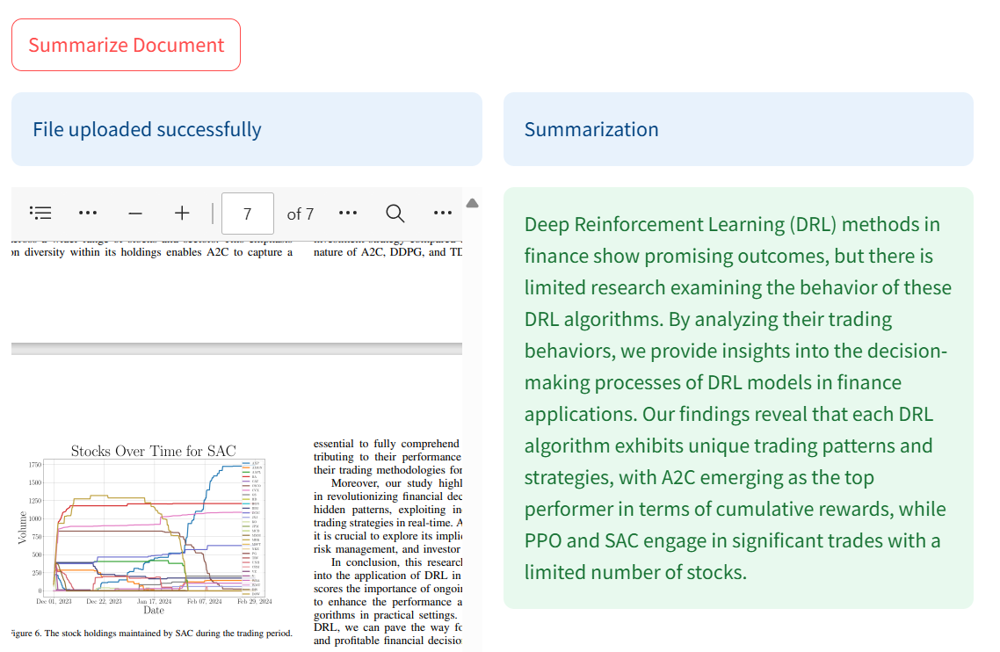 Summarize Document
File uploaded successfully
Summarization
7 of 7
on diversity within its holdings enables A2C to capture a
nature of A2C, DDPG, and TD
Stocks Over Time for SAC
Volume
1750
1500
1250
1000
750
500
250
0
Dec 01, 2023 Dec 22, 2023 Jan 17, 2024 Feb 07, 2024 Feb 29, 2024
Date
igure 6. The stock holdings maintained by SAC during the trading period.
essential to fully comprehend
tributing to their performance
their trading methodologies for
Moreover, our study highl
in revolutionizing financial dec
hidden patterns, exploiting in
trading strategies in real-time. A
it is crucial to explore its implic
risk management, and investor
In conclusion, this research
into the application of DRL in
scores the importance of ongoin
to enhance the performance a
gorithms in practical settings.
DRL, we can pave the way fo
and profitable financial decisio
Deep Reinforcement Learning (DRL) methods in
finance show promising outcomes, but there is
limited research examining the behavior of these
DRL algorithms. By analyzing their trading
behaviors, we provide insights into the decision-
making processes of DRL models in finance
applications. Our findings reveal that each DRL
algorithm exhibits unique trading patterns and
strategies, with A2C emerging as the top
performer in terms of cumulative rewards, while
PPO and SAC engage in significant trades with a
limited number of stocks.